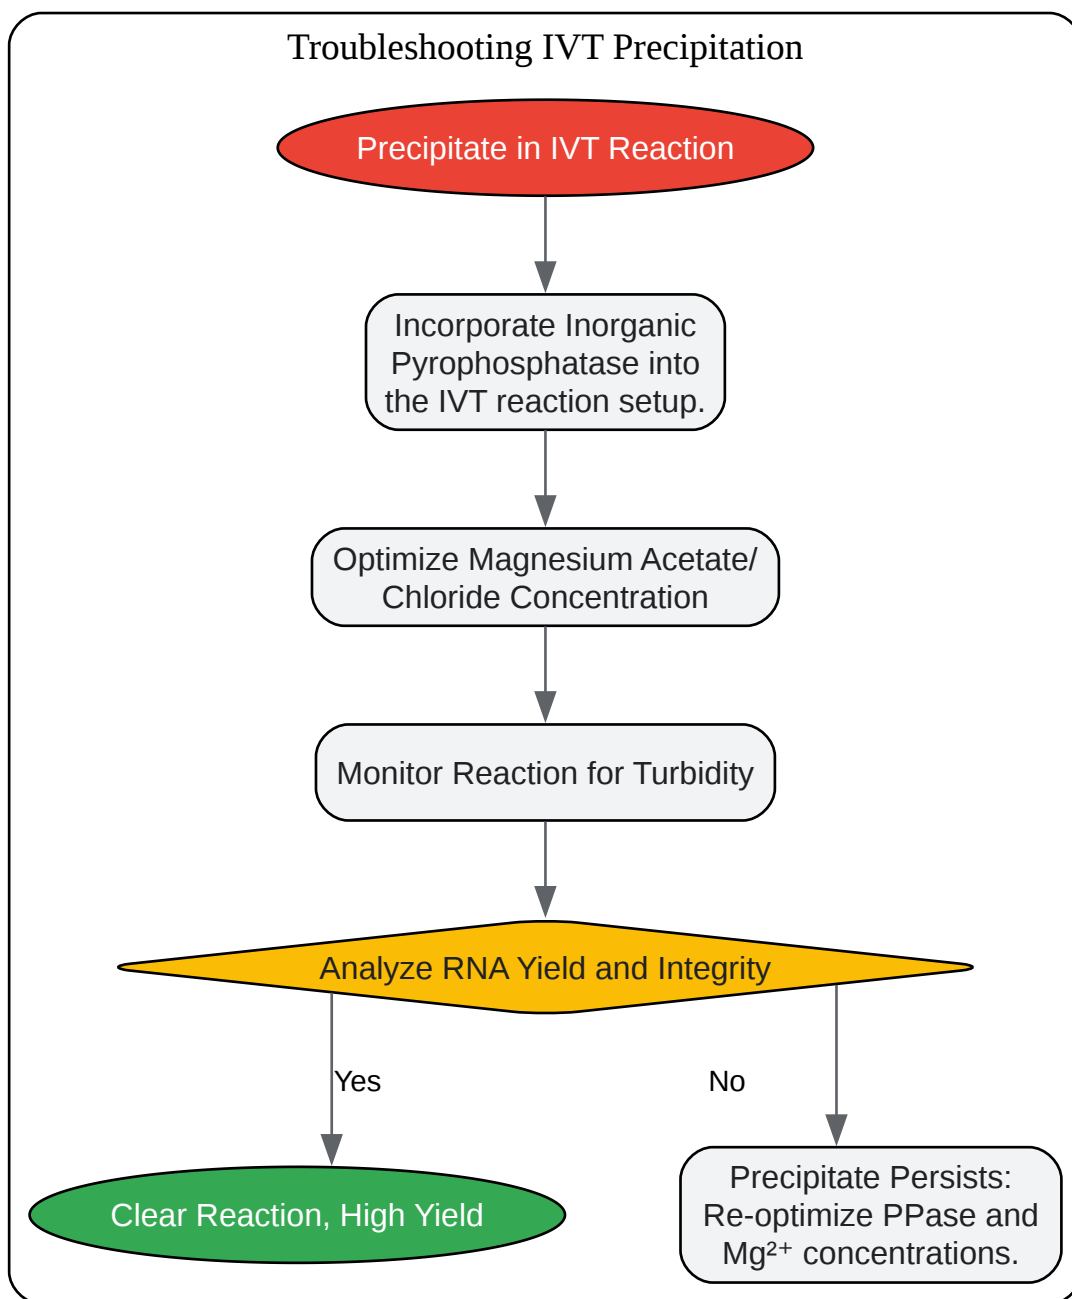 Troubleshooting IVT Precipitation
Precipitate in IVT Reaction
Incorporate Inorganic
Pyrophosphatase into
the IVT reaction setup.
Optimize Magnesium Acetate/
Chloride Concentration
Monitor Reaction for Turbidity
Analyze RNA Yield and Integrity
Yes
No
Clear Reaction, High Yield
Precipitate Persists:
Re-optimize PPase and
Mg²⁺ concentrations.